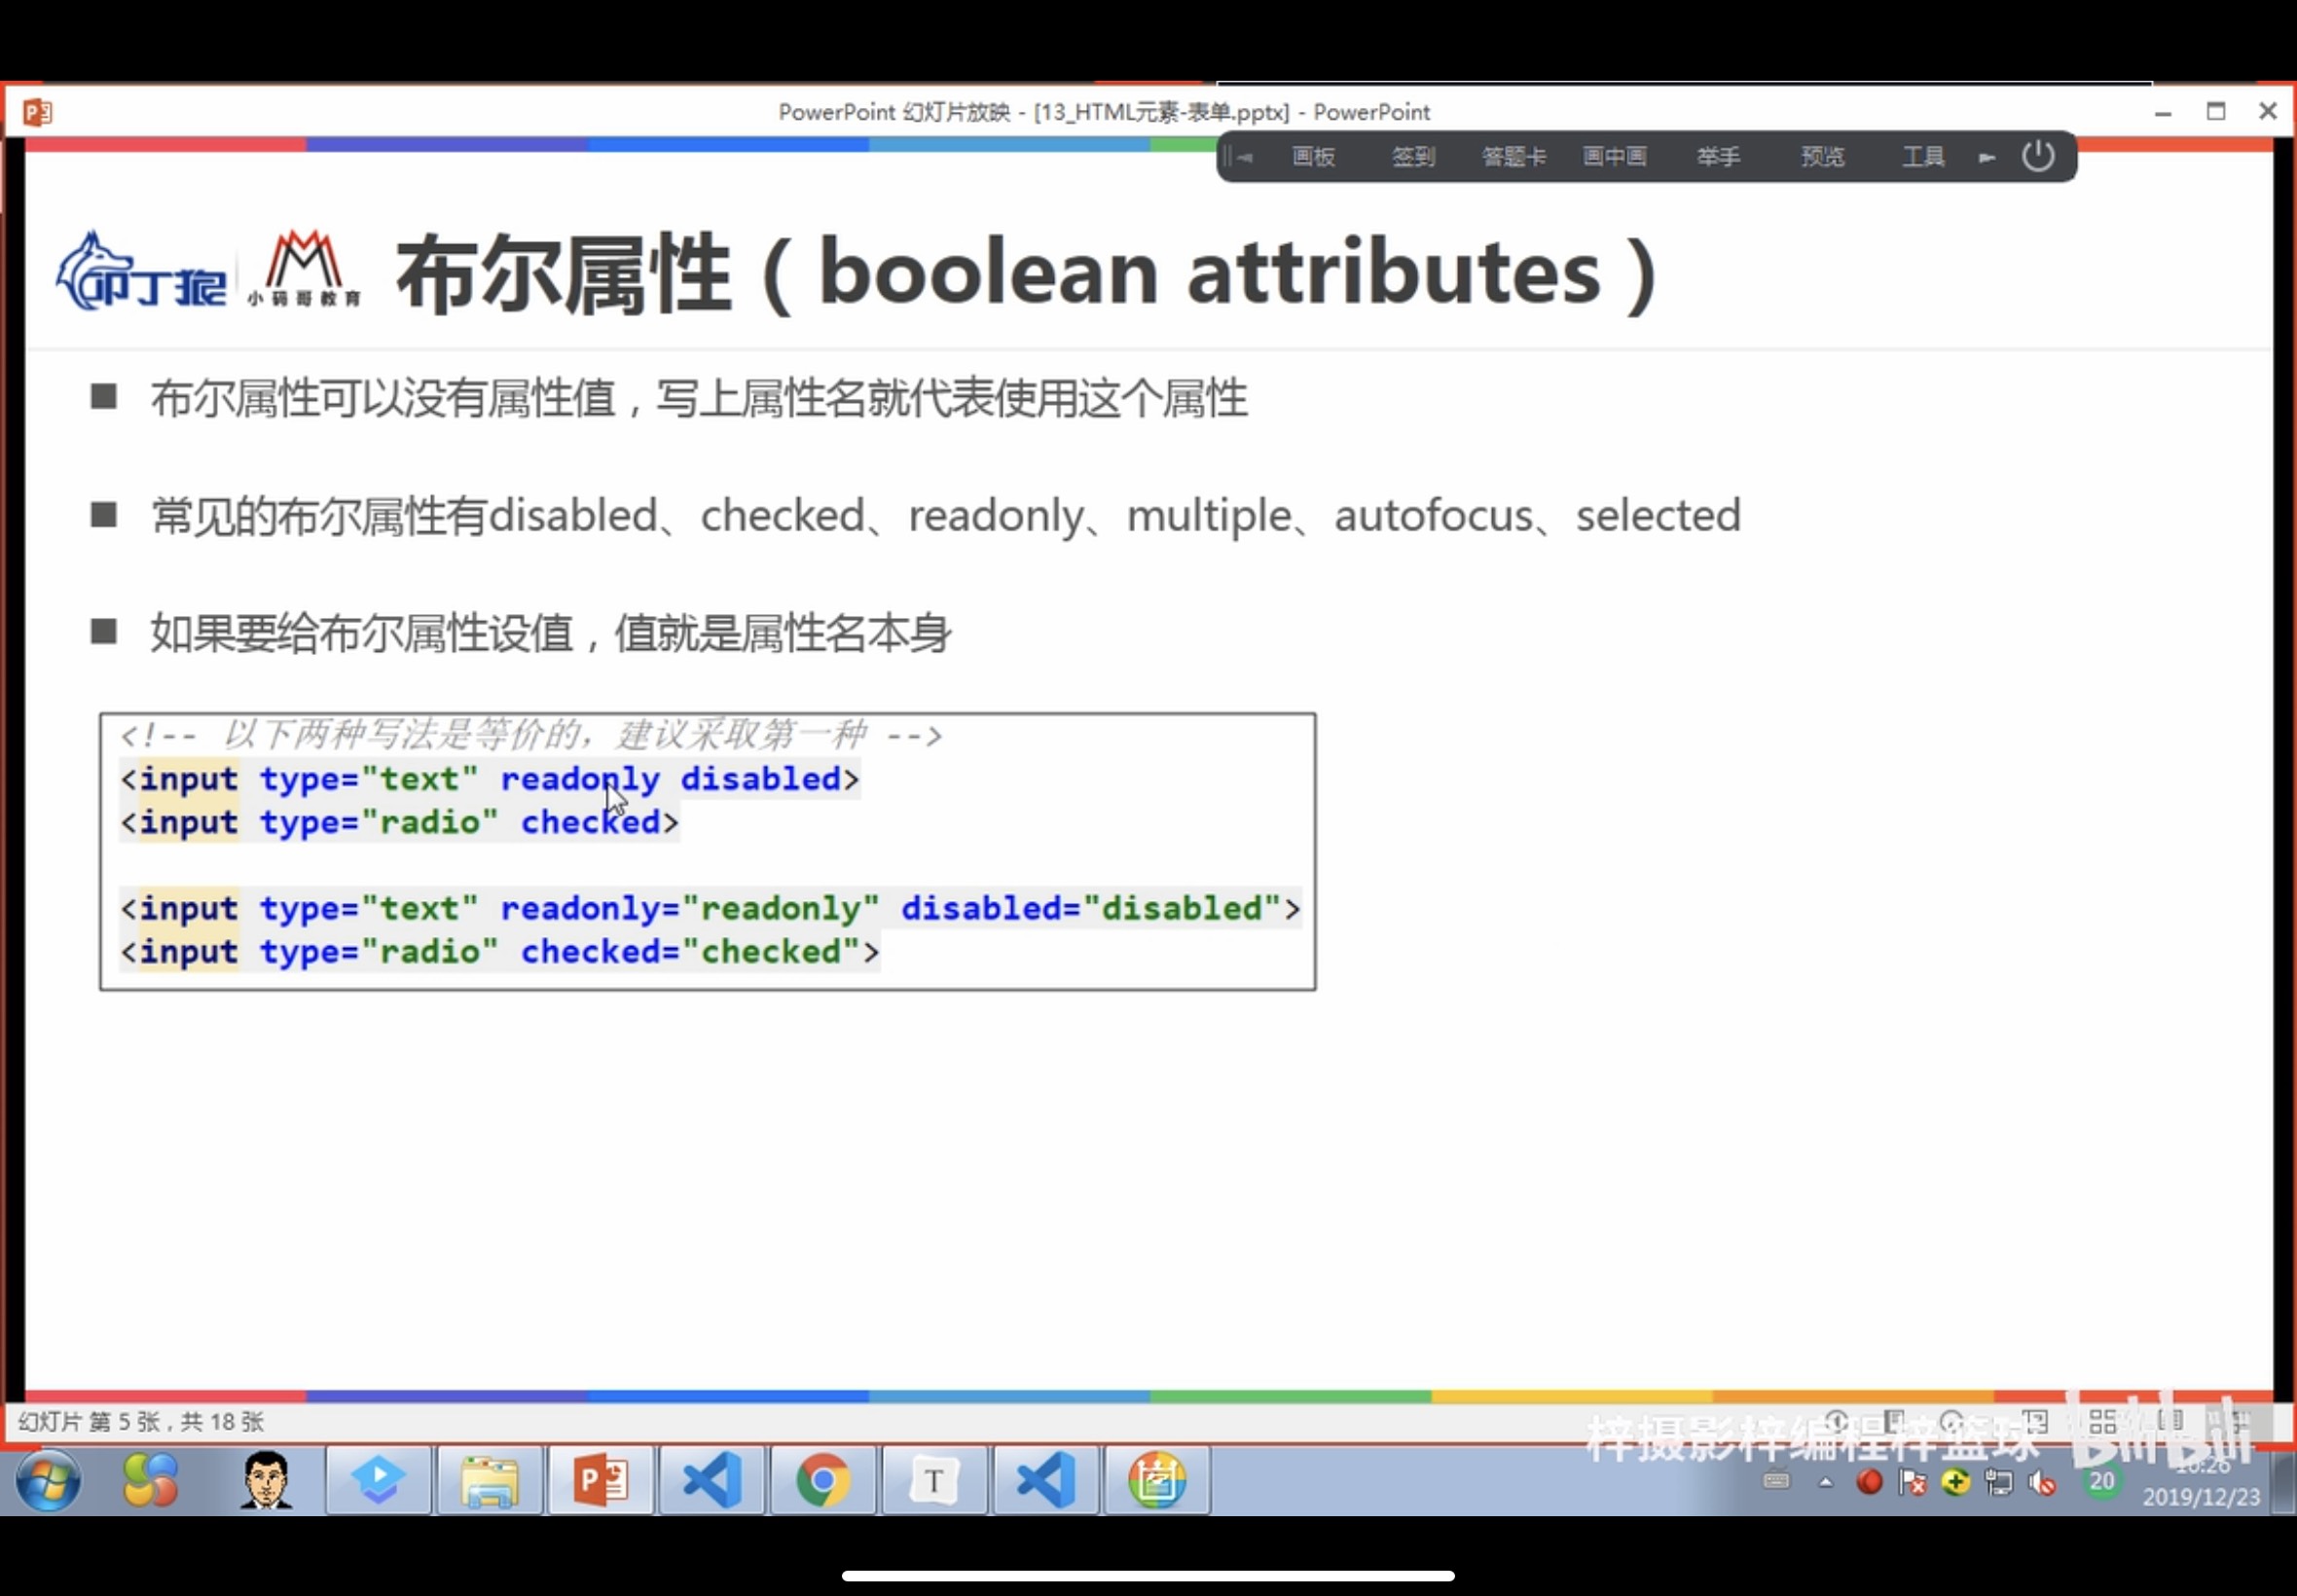 PowerPoint 幻灯片放映 - [13_HTML元素-表单.pptx] - PowerPoint
画板 签到 答题卡 画中画 举手 预览 工具
叩丁狼 小码哥教育 布尔属性（boolean attributes）
布尔属性可以没有属性值，写上属性名就代表使用这个属性
常见的布尔属性有disabled、checked、readonly、multiple、autofocus、selected
如果要给布尔属性设值，值就是属性名本身
<!-- 以下两种写法是等价的，建议采取第一种 -->
<input type="text" readonly disabled>
<input type="radio" checked>
<input type="text" readonly="readonly" disabled="disabled">
<input type="radio" checked="checked">
幻灯片 第 5 张，共 18 张
梓摄影梓编程梓篮球 bilibili
20 16:26
2019/12/23